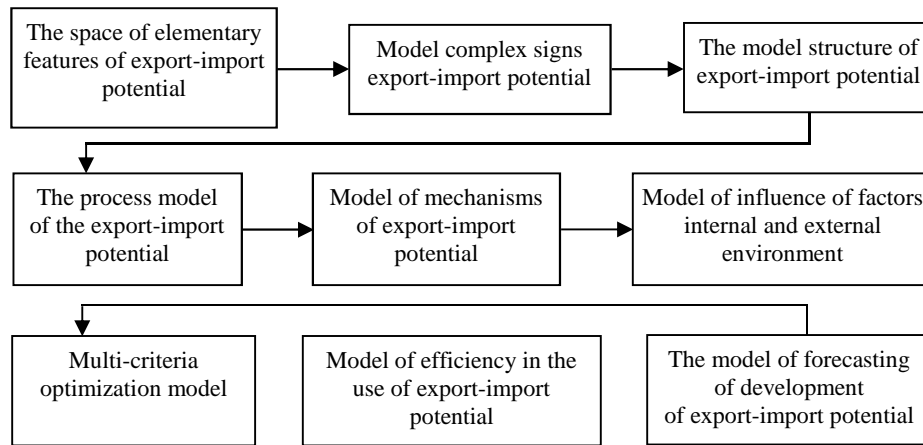 The space of elementary
features of export-import
potential
Model complex signs
export-import potential
The model structure of
export-import potential
The process model
of the export-import
potential
Model of mechanisms
of export-import
potential
Model of influence of factors
internal and external
environment
Multi-criteria
optimization model
Model of efficiency in the
use of export-import
potential
The model of forecasting
of development
of export-import potential